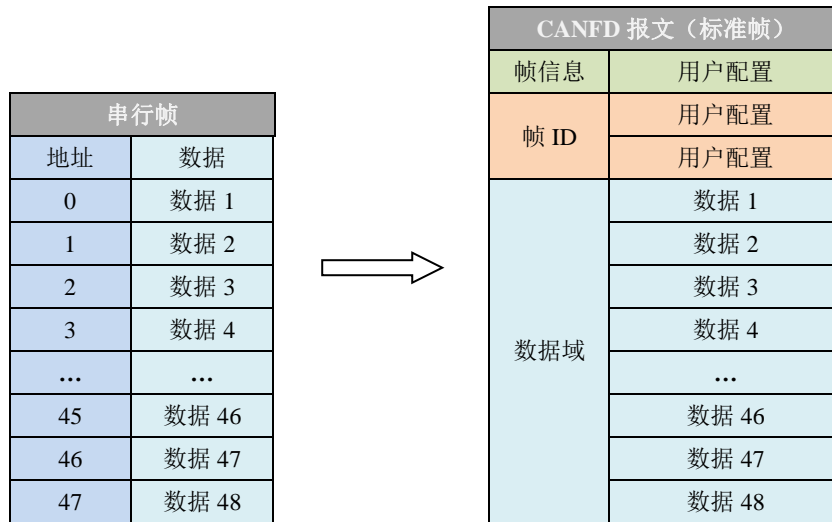 串行帧
地址 数据
0 数据 1
1 数据 2
2 数据 3
3 数据 4
... ...
45 数据 46
46 数据 47
47 数据 48
CANFD 报文（标准帧）
帧信息 用户配置
帧 ID 用户配置
用户配置
数据域
数据 1
数据 2
数据 3
数据 4
...
数据 46
数据 47
数据 48